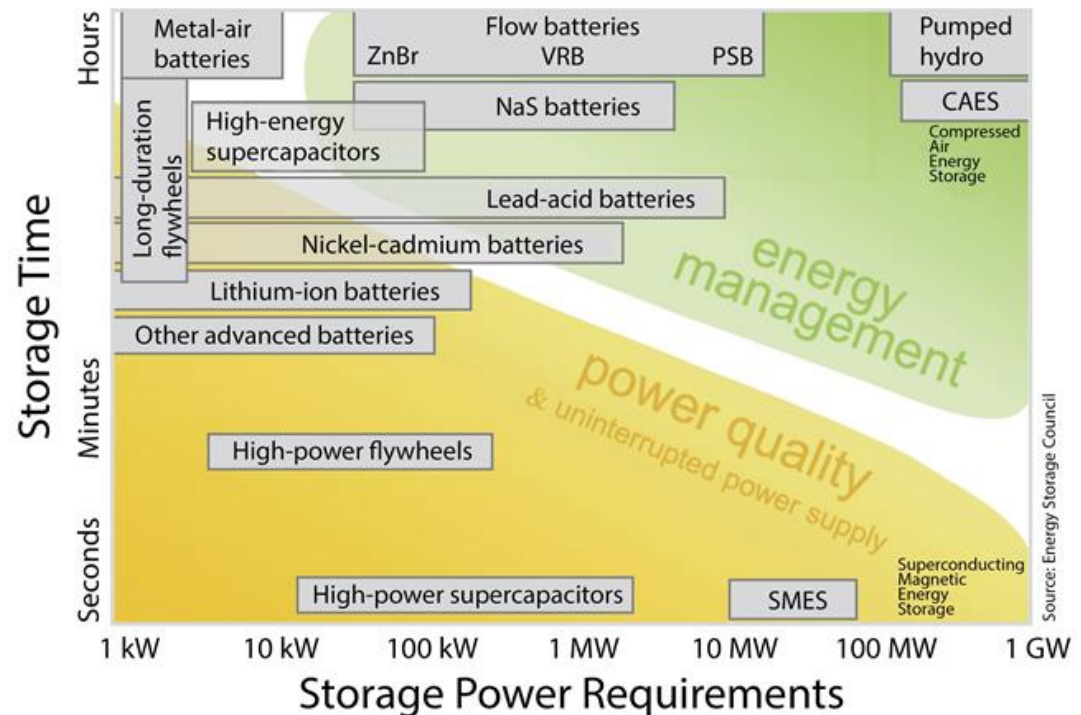 Metal-air
batteries
Flow batteries
ZnBr VRB PSB
Pumped
hydro
NaS batteries
CAES
Compressed
Air
Energy
Storage
High-energy
supercapacitors
Long-duration
flywheels
Lead-acid batteries
Nickel-cadmium batteries
Lithium-ion batteries
Other advanced batteries
energy
management
power quality
& uninterrupted power supply
High-power flywheels
High-power supercapacitors
SMES
Superconducting
Magnetic
Energy
Storage
Storage Time
Hours
Minutes
Seconds
1 kW 10 kW 100 kW 1 MW 10 MW 100 MW 1 GW
Storage Power Requirements
Source: Energy Storage Council